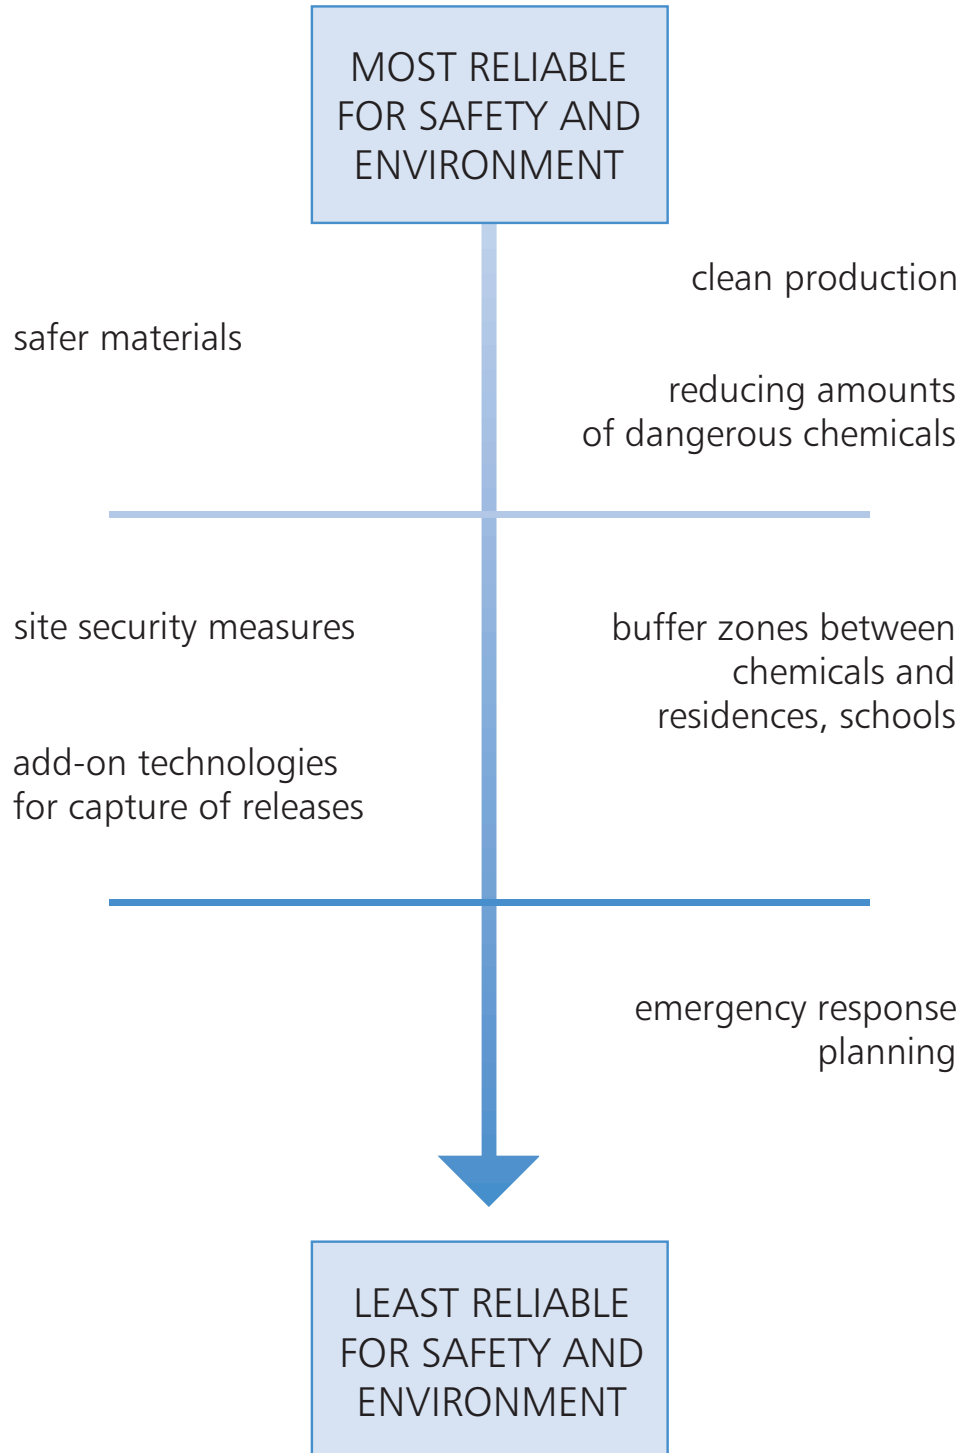 MOST RELIABLE
FOR SAFETY AND
ENVIRONMENT
clean production
safer materials
reducing amounts
of dangerous chemicals
site security measures
buffer zones between
chemicals and
residences, schools
add-on technologies
for capture of releases
emergency response
planning
LEAST RELIABLE
FOR SAFETY AND
ENVIRONMENT